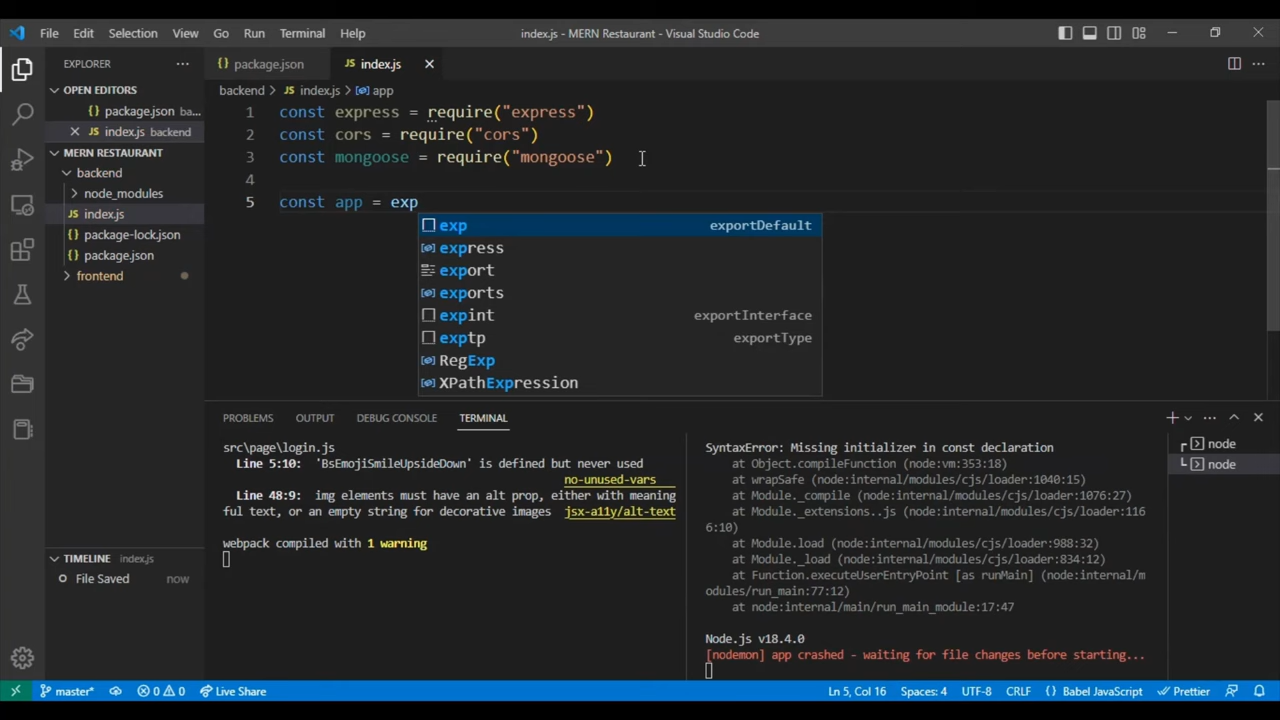 File Edit Selection View Go Run Terminal Help index.js - MERN Restaurant - Visual Studio Code
EXPLORER
OPEN EDITORS
package.json ba...
index.js backend
MERN RESTAURANT
backend
node_modules
index.js
package-lock.json
package.json
frontend
TIMELINE index.js
File Saved now
package.json index.js
backend > index.js > app
1 const express = require("express")
2 const cors = require("cors")
3 const mongoose = require("mongoose")
4
5 const app = exp
exp exportDefault
express
export
exports
expint exportInterface
exptp exportType
RegExp
XPathExpression
PROBLEMS OUTPUT DEBUG CONSOLE TERMINAL
src\page\login.js
Line 5:10: 'BsEmojiSmileUpsideDown' is defined but never used
no-unused-vars
Line 48:9: img elements must have an alt prop, either with meaning
ful text, or an empty string for decorative images jsx-a11y/alt-text
webpack compiled with 1 warning
SyntaxError: Missing initializer in const declaration
at Object.compileFunction (node:vm:353:18)
at wrapSafe (node:internal/modules/cjs/loader:1040:15)
at Module._compile (node:internal/modules/cjs/loader:1076:27)
at Module._extensions..js (node:internal/modules/cjs/loader:116
6:10)
at Module.load (node:internal/modules/cjs/loader:988:32)
at Module._load (node:internal/modules/cjs/loader:834:12)
at Function.executeUserEntryPoint [as runMain] (node:internal/m
odules/run_main:77:12)
at node:internal/main/run_main_module:17:47
Node.js v18.4.0
[nodemon] app crashed - waiting for file changes before starting...
node
node
master* 0 0 Live Share Ln 5, Col 16 Spaces: 4 UTF-8 CRLF {} Babel JavaScript Prettier